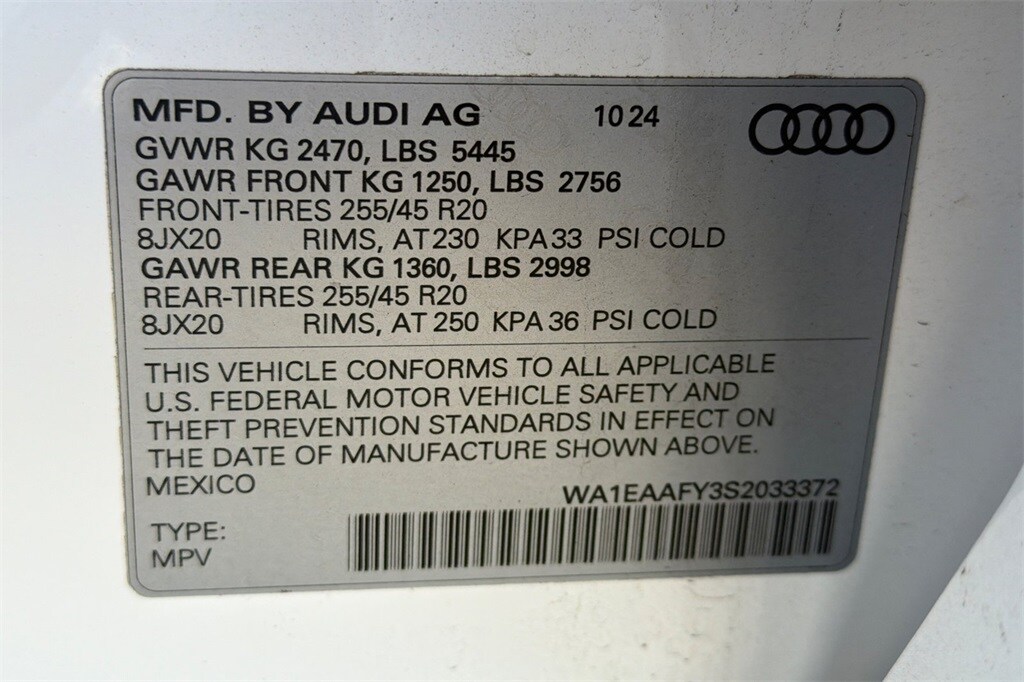 MFD. BY AUDI AG 10 24
GVWR KG 2470, LBS 5445
GAWR FRONT KG 1250, LBS 2756
FRONT-TIRES 255/45 R20
8JX20 RIMS, AT 230 KPA 33 PSI COLD
GAWR REAR KG 1360, LBS 2998
REAR-TIRES 255/45 R20
8JX20 RIMS, AT 250 KPA 36 PSI COLD
THIS VEHICLE CONFORMS TO ALL APPLICABLE
U.S. FEDERAL MOTOR VEHICLE SAFETY AND
THEFT PREVENTION STANDARDS IN EFFECT ON
THE DATE OF MANUFACTURE SHOWN ABOVE.
MEXICO
WA1EAAFY3S2033372
TYPE:
MPV